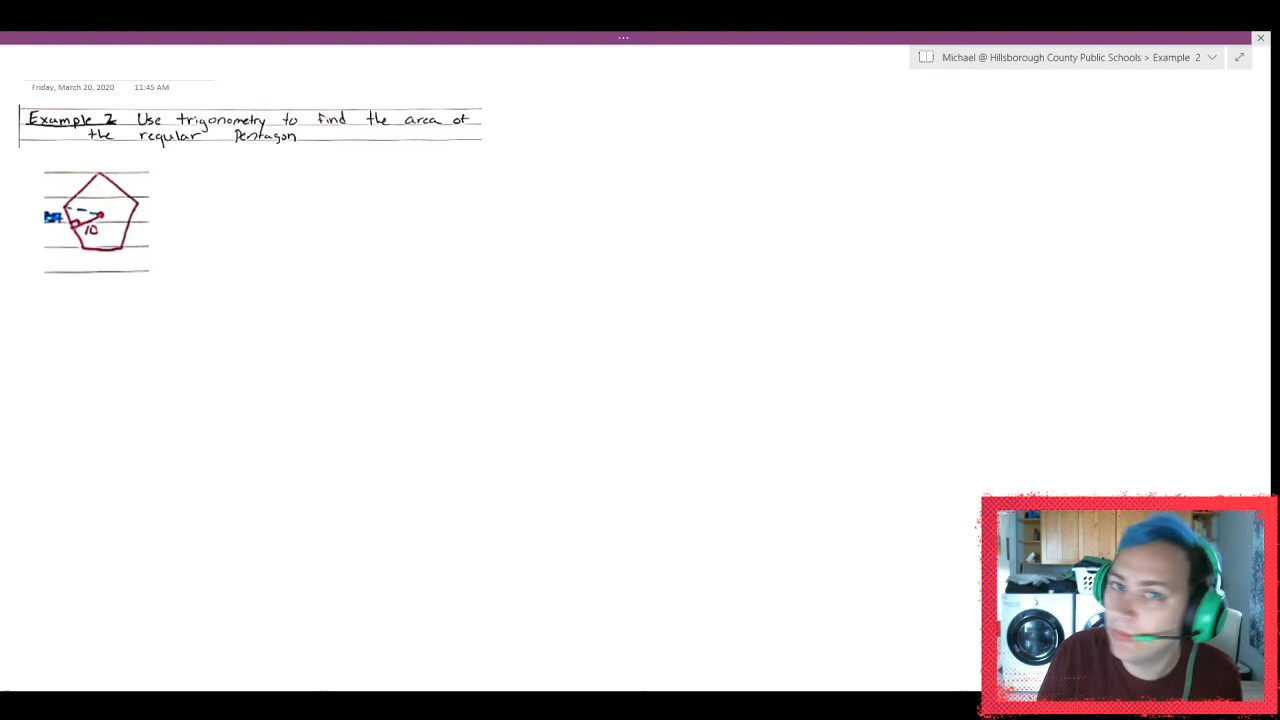 Michael @ Hillsborough County Public Schools > Example 2
Friday, March 20, 2020 11:45 AM
Example 2 Use trigonometry to find the area of
the regular Pentagon
10